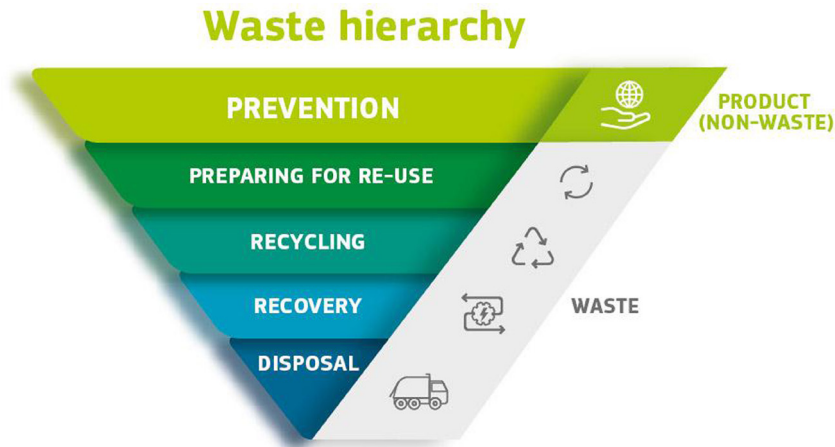 Waste hierarchy
PREVENTION
PRODUCT
(NON-WASTE)
PREPARING FOR RE-USE
RECYCLING
RECOVERY
WASTE
DISPOSAL